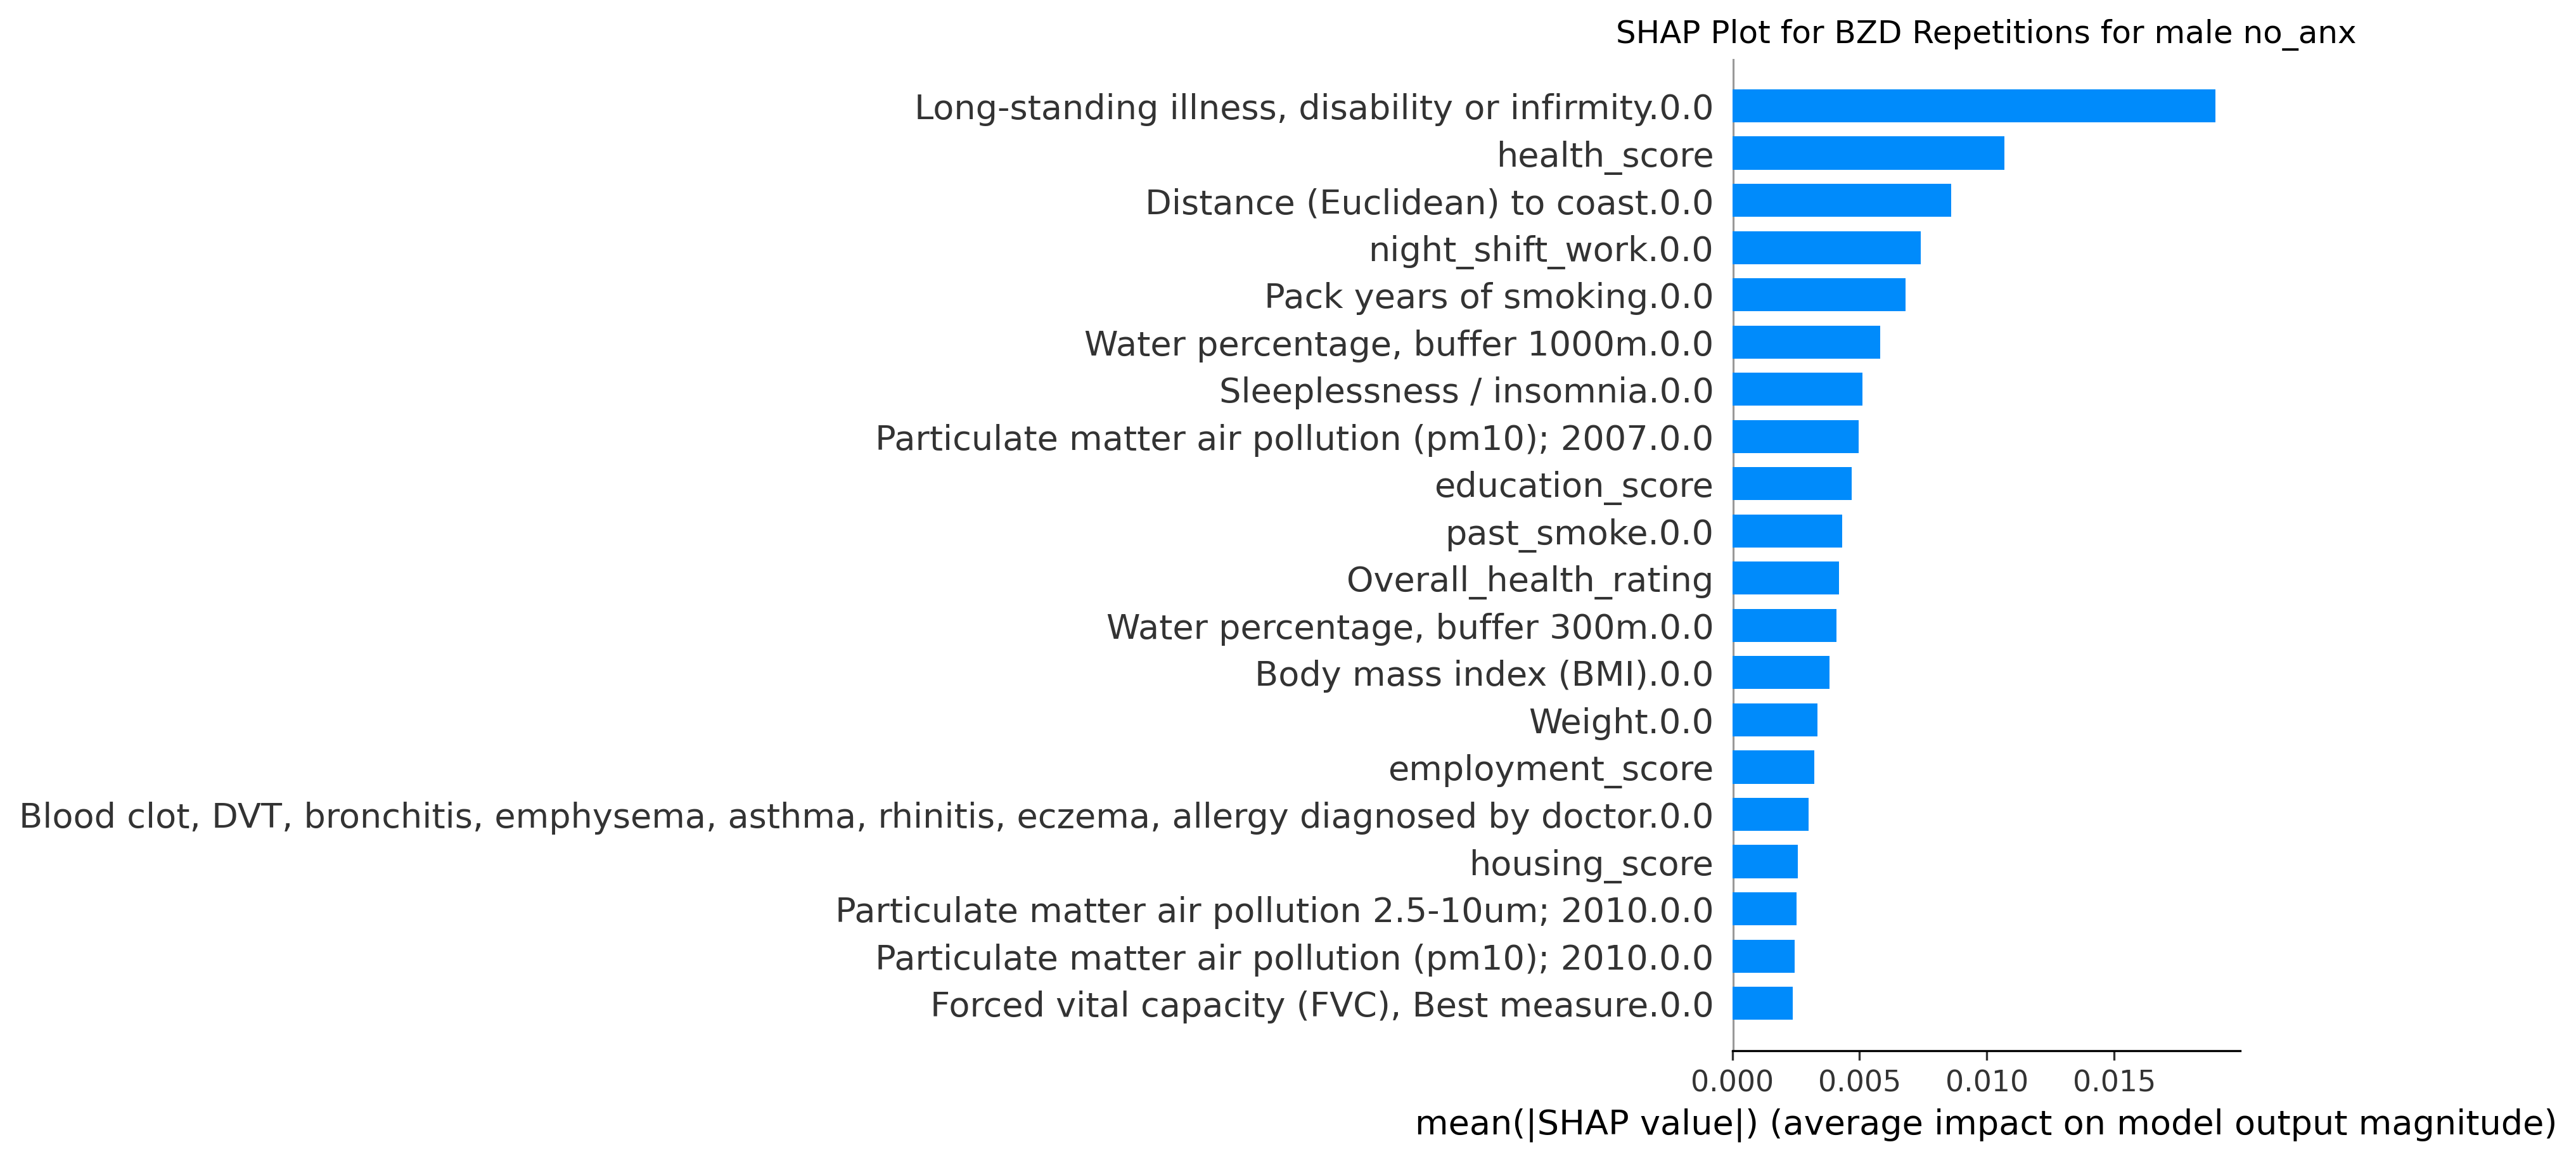 SHAP Plot for BZD Repetitions for male no_anx
Long-standing illness, disability or infirmity.0.0
health_score
Distance (Euclidean) to coast.0.0
night_shift_work.0.0
Pack years of smoking.0.0
Water percentage, buffer 1000m.0.0
Sleeplessness / insomnia.0.0
Particulate matter air pollution (pm10); 2007.0.0
education_score
past_smoke.0.0
Overall_health_rating
Water percentage, buffer 300m.0.0
Body mass index (BMI).0.0
Weight.0.0
employment_score
Blood clot, DVT, bronchitis, emphysema, asthma, rhinitis, eczema, allergy diagnosed by doctor.0.0
housing_score
Particulate matter air pollution 2.5-10um; 2010.0.0
Particulate matter air pollution (pm10); 2010.0.0
Forced vital capacity (FVC), Best measure.0.0
0.000 0.005 0.010 0.015
mean(|SHAP value|) (average impact on model output magnitude)